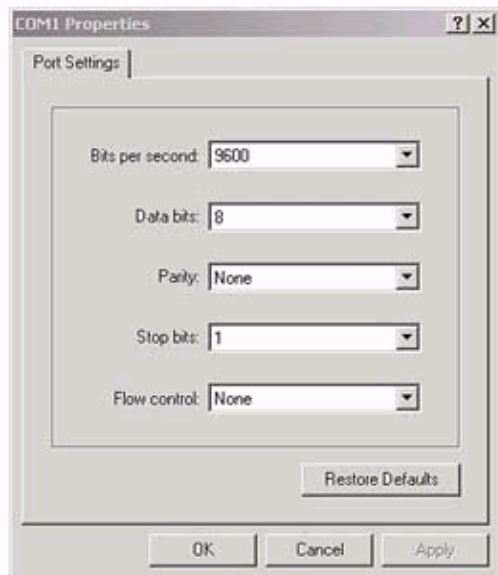 COM1 Properties
Port Settings
Bits per second: 9600
Data bits: 8
Parity: None
Stop bits: 1
Flow control: None
Restore Defaults
OK Cancel Apply